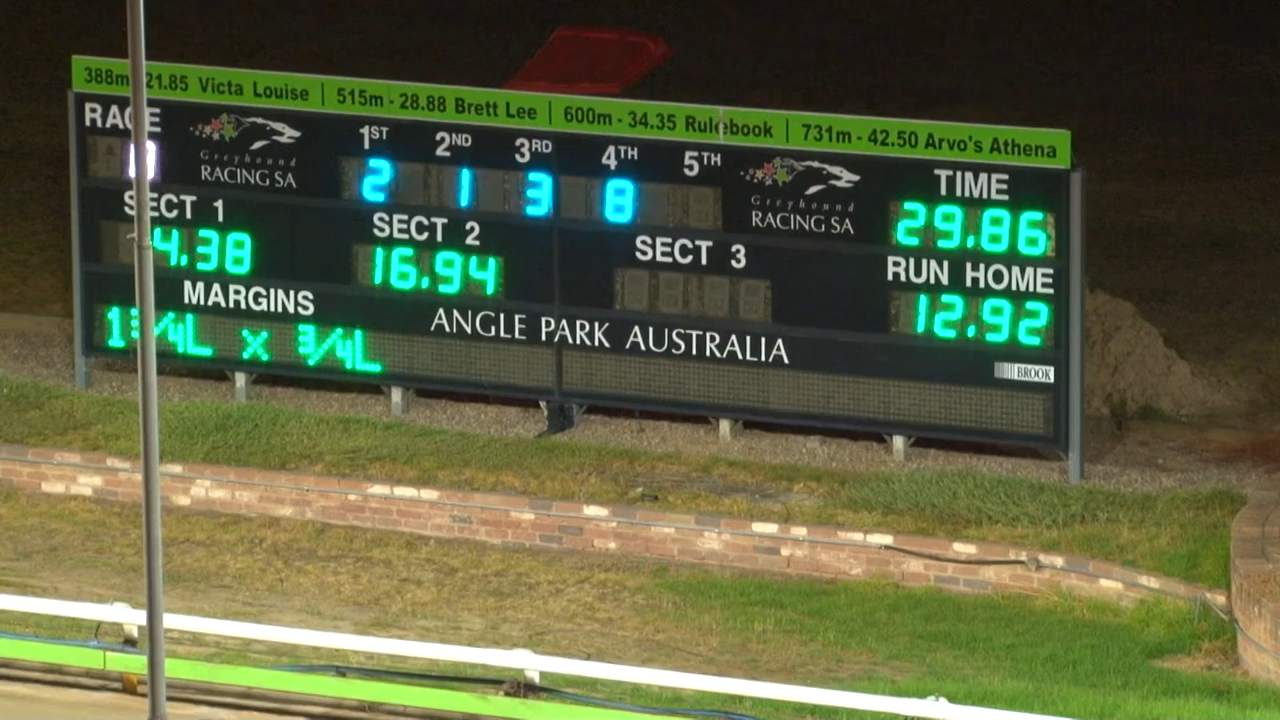 388m 21.85 Victa Louise | 515m - 28.88 Brett Lee | 600m - 34.35 Rulebook | 731m - 42.50 Arvo's Athena
RACE
Greyhound
RACING SA
1ST 2ND 3RD 4TH 5TH
2 1 3 8
Greyhound
RACING SA
TIME
29.86
SECT 1
4.38
SECT 2
16.94
SECT 3
RUN HOME
12.92
MARGINS
1 3/4L x 3/4L
ANGLE PARK AUSTRALIA
BROOK